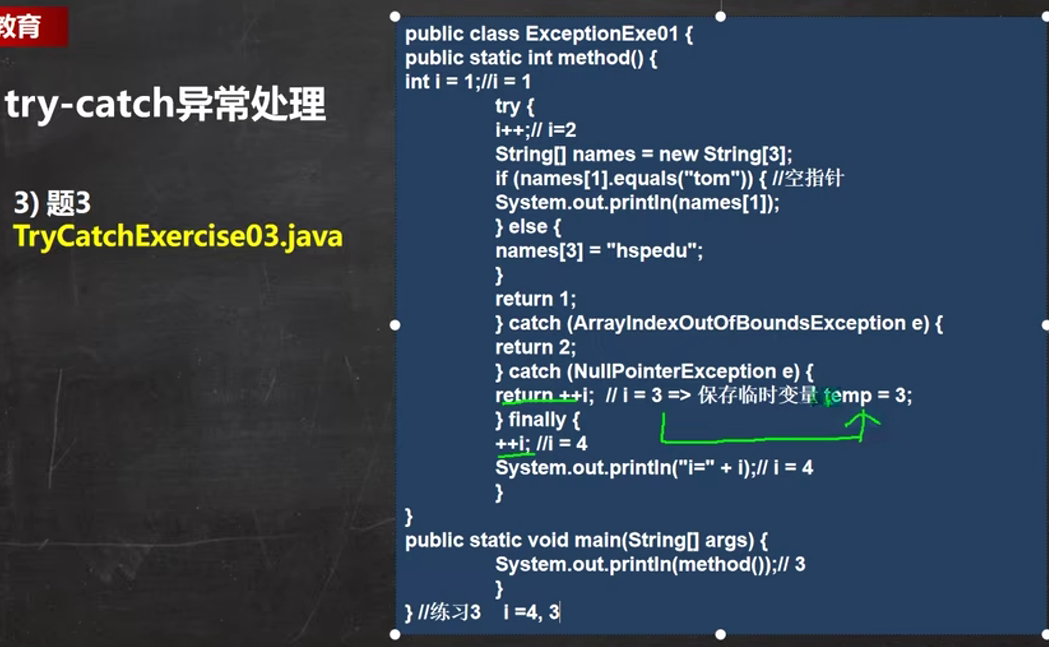 教育
try-catch异常处理
3) 题3
TryCatchExercise03.java
public class ExceptionExe01 {
public static int method() {
int i = 1;//i = 1
try {
i++;// i=2
String[] names = new String[3];
if (names[1].equals("tom")) { //空指针
System.out.println(names[1]);
} else {
names[3] = "hspedu";
}
return 1;
} catch (ArrayIndexOutOfBoundsException e) {
return 2;
} catch (NullPointerException e) {
return ++i;  // i = 3 => 保存临时变量 temp = 3;
} finally {
++i; //i = 4
System.out.println("i=" + i);// i = 4
}
}
public static void main(String[] args) {
System.out.println(method());// 3
}
} //练习3    i =4, 3